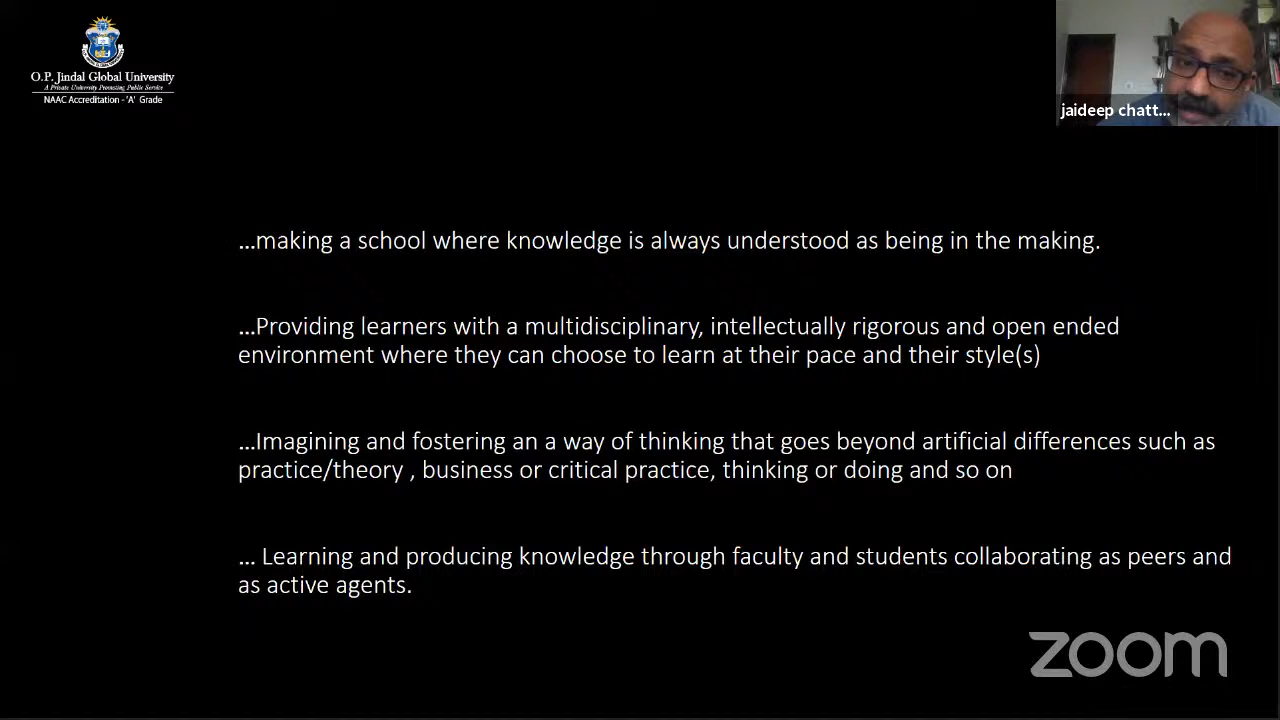 O.P. Jindal Global University
A Private University Promoting Public Service
NAAC Accreditation - 'A' Grade
jaideep chatt...
...making a school where knowledge is always understood as being in the making.
...Providing learners with a multidisciplinary, intellectually rigorous and open ended
environment where they can choose to learn at their pace and their style(s)
...Imagining and fostering an a way of thinking that goes beyond artificial differences such as
practice/theory , business or critical practice, thinking or doing and so on
... Learning and producing knowledge through faculty and students collaborating as peers and
as active agents.
zoom